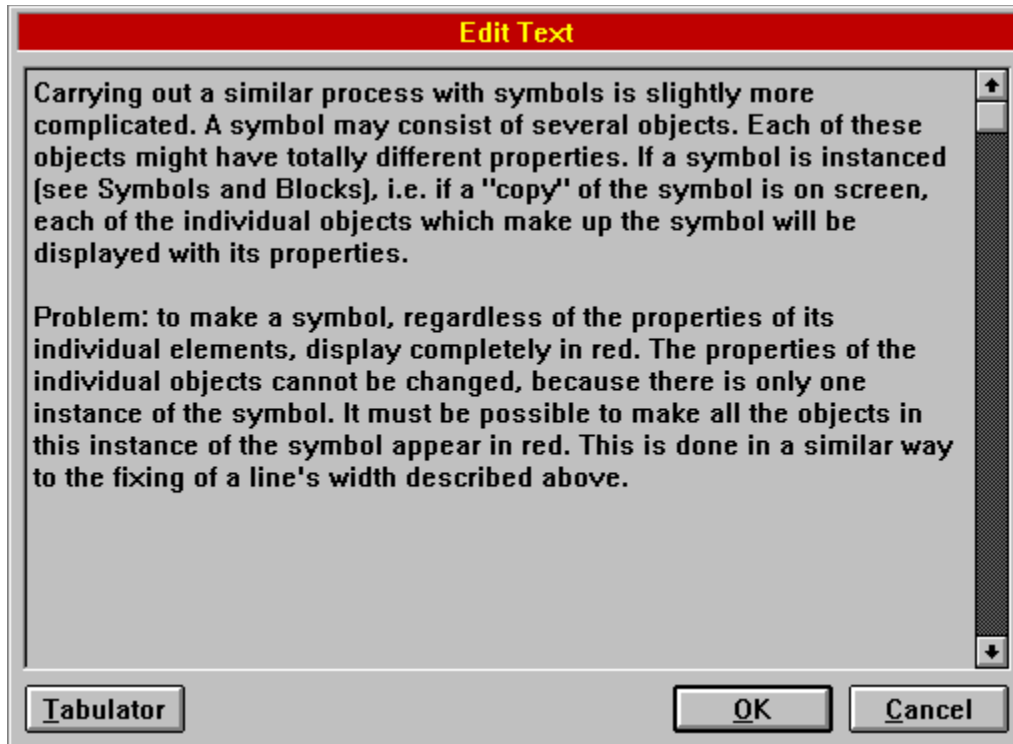 Edit Text
Carrying out a similar process with symbols is slightly more
complicated. A symbol may consist of several objects. Each of these
objects might have totally different properties. If a symbol is instanced
(see Symbols and Blocks), i.e. if a "copy" of the symbol is on screen,
each of the individual objects which make up the symbol will be
displayed with its properties.
Problem: to make a symbol, regardless of the properties of its
individual elements, display completely in red. The properties of the
individual objects cannot be changed, because there is only one
instance of the symbol. It must be possible to make all the objects in
this instance of the symbol appear in red. This is done in a similar way
to the fixing of a line's width described above.
Tabulator OK Cancel